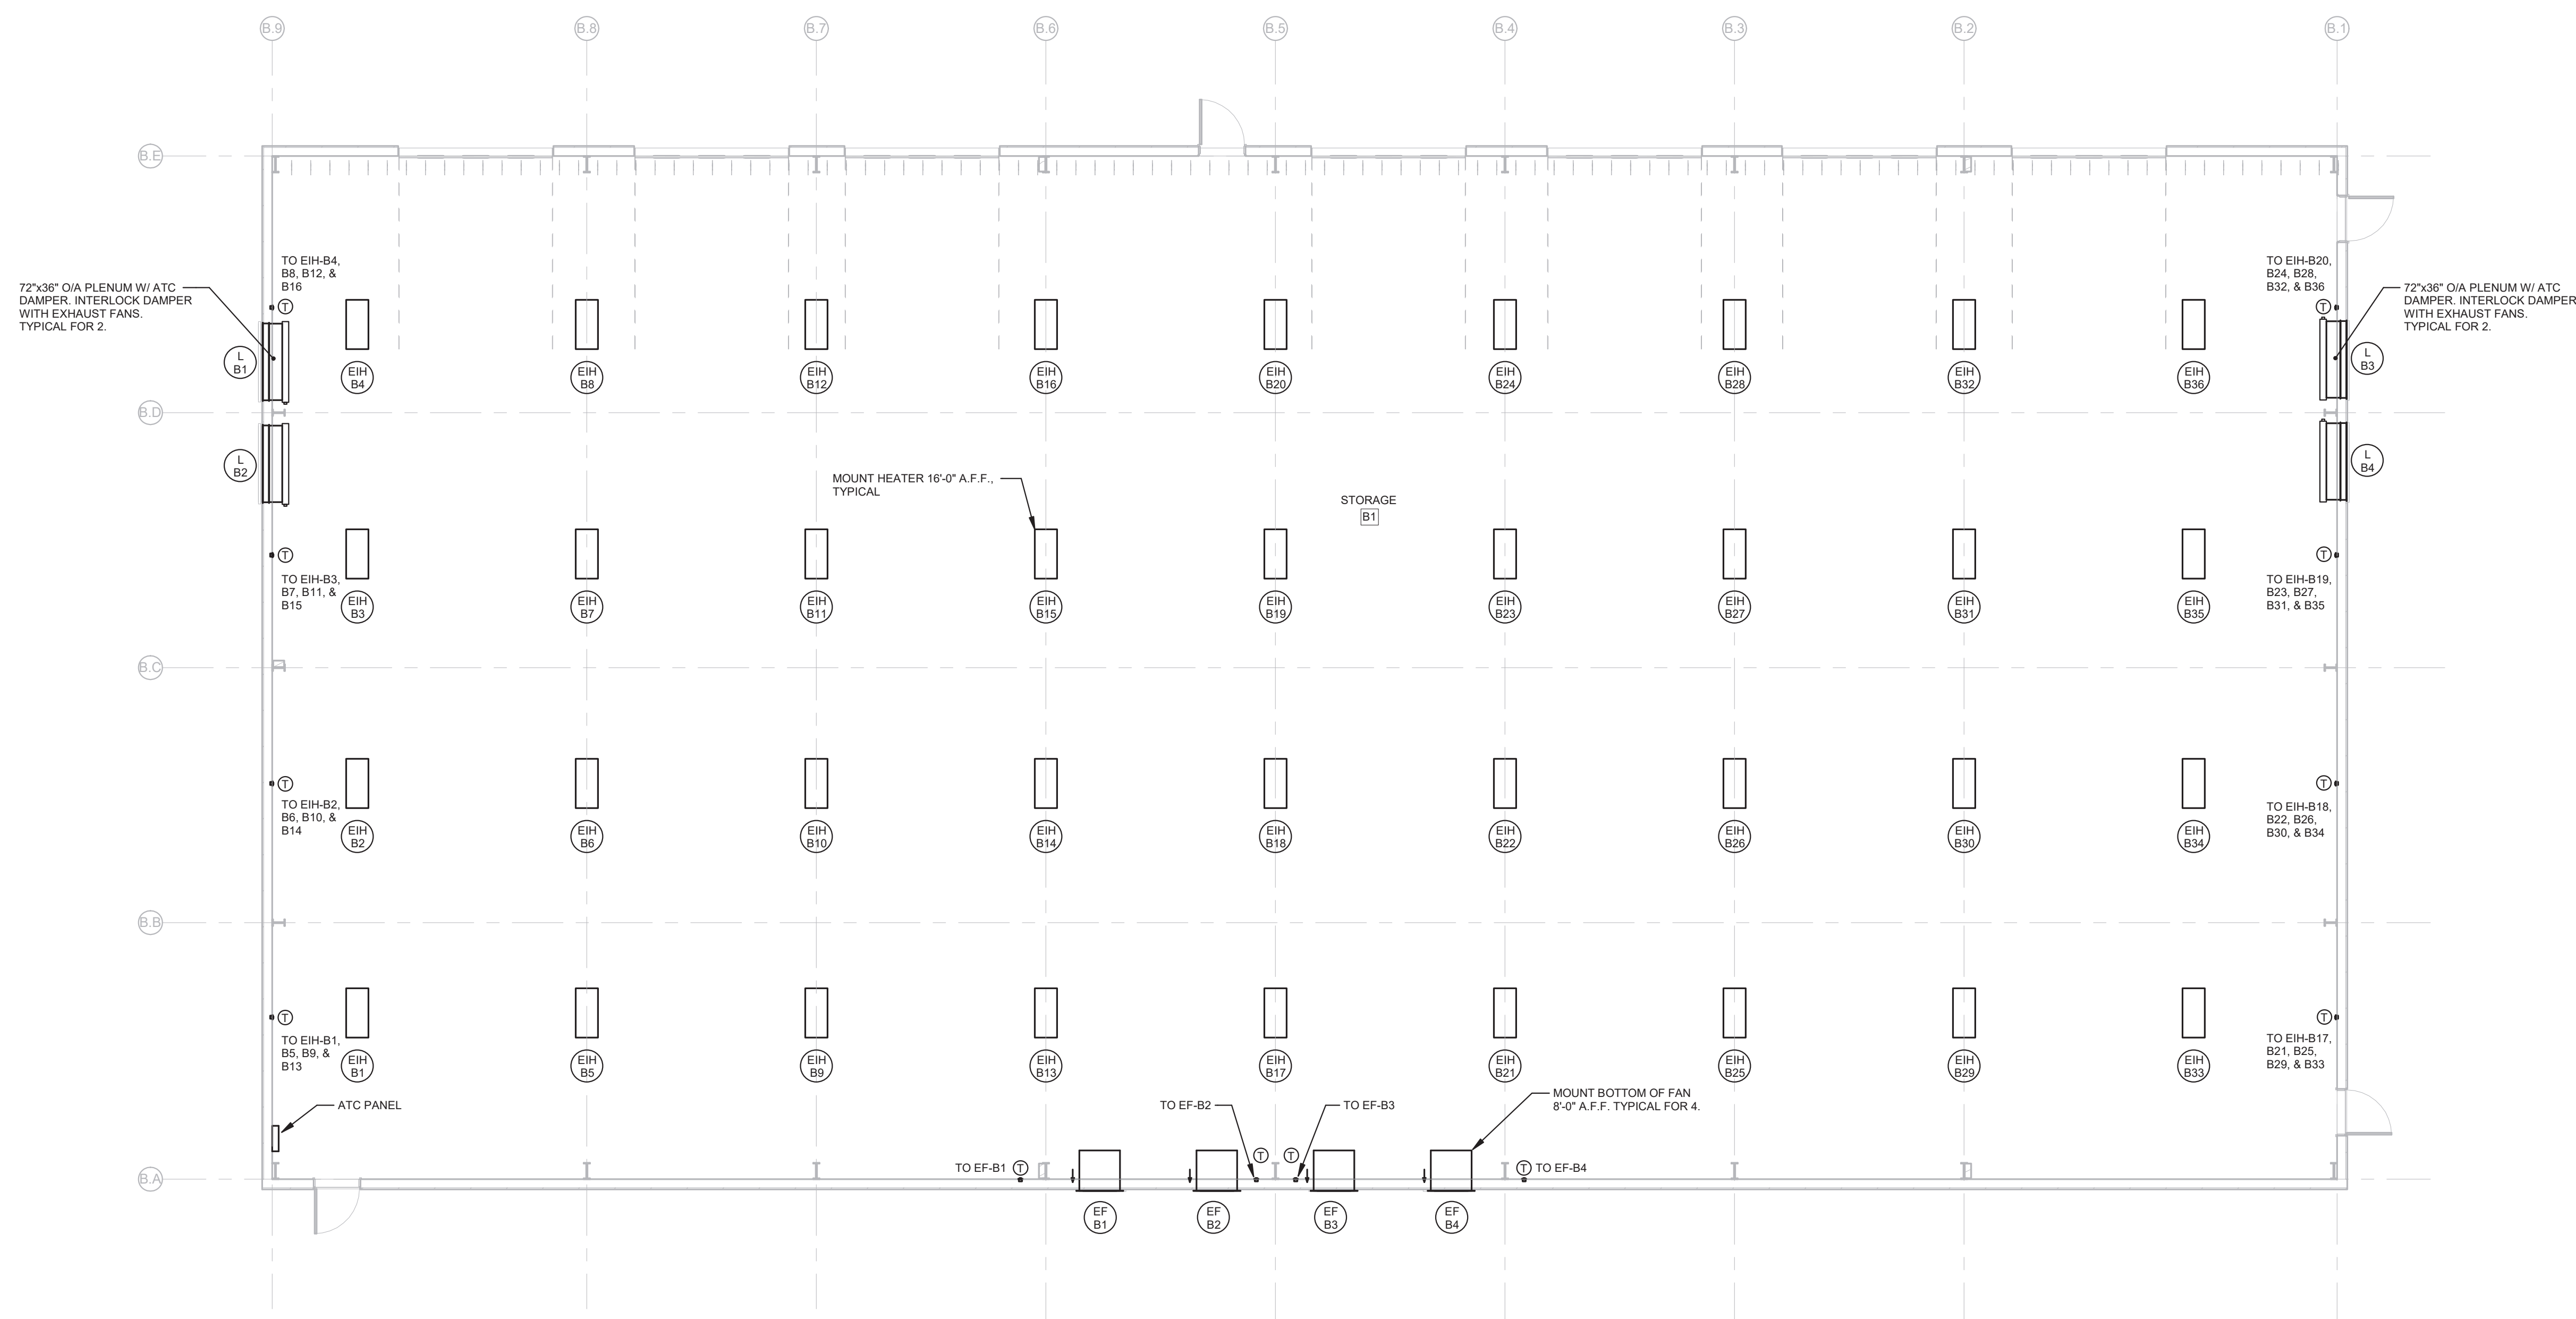 B.9
B.8
B.7
B.6
B.5
B.4
B.3
B.2
B.1
B.E
TO EIH-B4,
B8, B12, &
B16
TO EIH-B20,
B24, B28,
B32, & B36
72"x36" O/A PLENUM W/ ATC
DAMPER. INTERLOCK DAMPER
WITH EXHAUST FANS.
TYPICAL FOR 2.
T
T
72"x36" O/A PLENUM W/ ATC
DAMPER. INTERLOCK DAMPER
WITH EXHAUST FANS.
TYPICAL FOR 2.
L
B1
L
B3
EIH
B4
EIH
B8
EIH
B12
EIH
B16
EIH
B20
EIH
B24
EIH
B28
EIH
B32
EIH
B36
B.D
L
B2
L
B4
MOUNT HEATER 16'-0" A.F.F.,
TYPICAL
STORAGE
B1
T
T
TO EIH-B3,
B7, B11, &
B15
TO EIH-B19,
B23, B27,
B31, & B35
EIH
B3
EIH
B7
EIH
B11
EIH
B15
EIH
B19
EIH
B23
EIH
B27
EIH
B31
EIH
B35
B.C
T
T
TO EIH-B2,
B6, B10, &
B14
TO EIH-B18,
B22, B26,
B30, & B34
EIH
B2
EIH
B6
EIH
B10
EIH
B14
EIH
B18
EIH
B22
EIH
B26
EIH
B30
EIH
B34
B.B
T
T
TO EIH-B1,
B5, B9, &
B13
TO EIH-B17,
B21, B25,
B29, & B33
EIH
B1
EIH
B5
EIH
B9
EIH
B13
EIH
B17
EIH
B21
EIH
B25
EIH
B29
EIH
B33
ATC PANEL
TO EF-B2
TO EF-B3
MOUNT BOTTOM OF FAN
8'-0" A.F.F. TYPICAL FOR 4.
T
T
TO EF-B1 T
T TO EF-B4
B.A
EF
B1
EF
B2
EF
B3
EF
B4